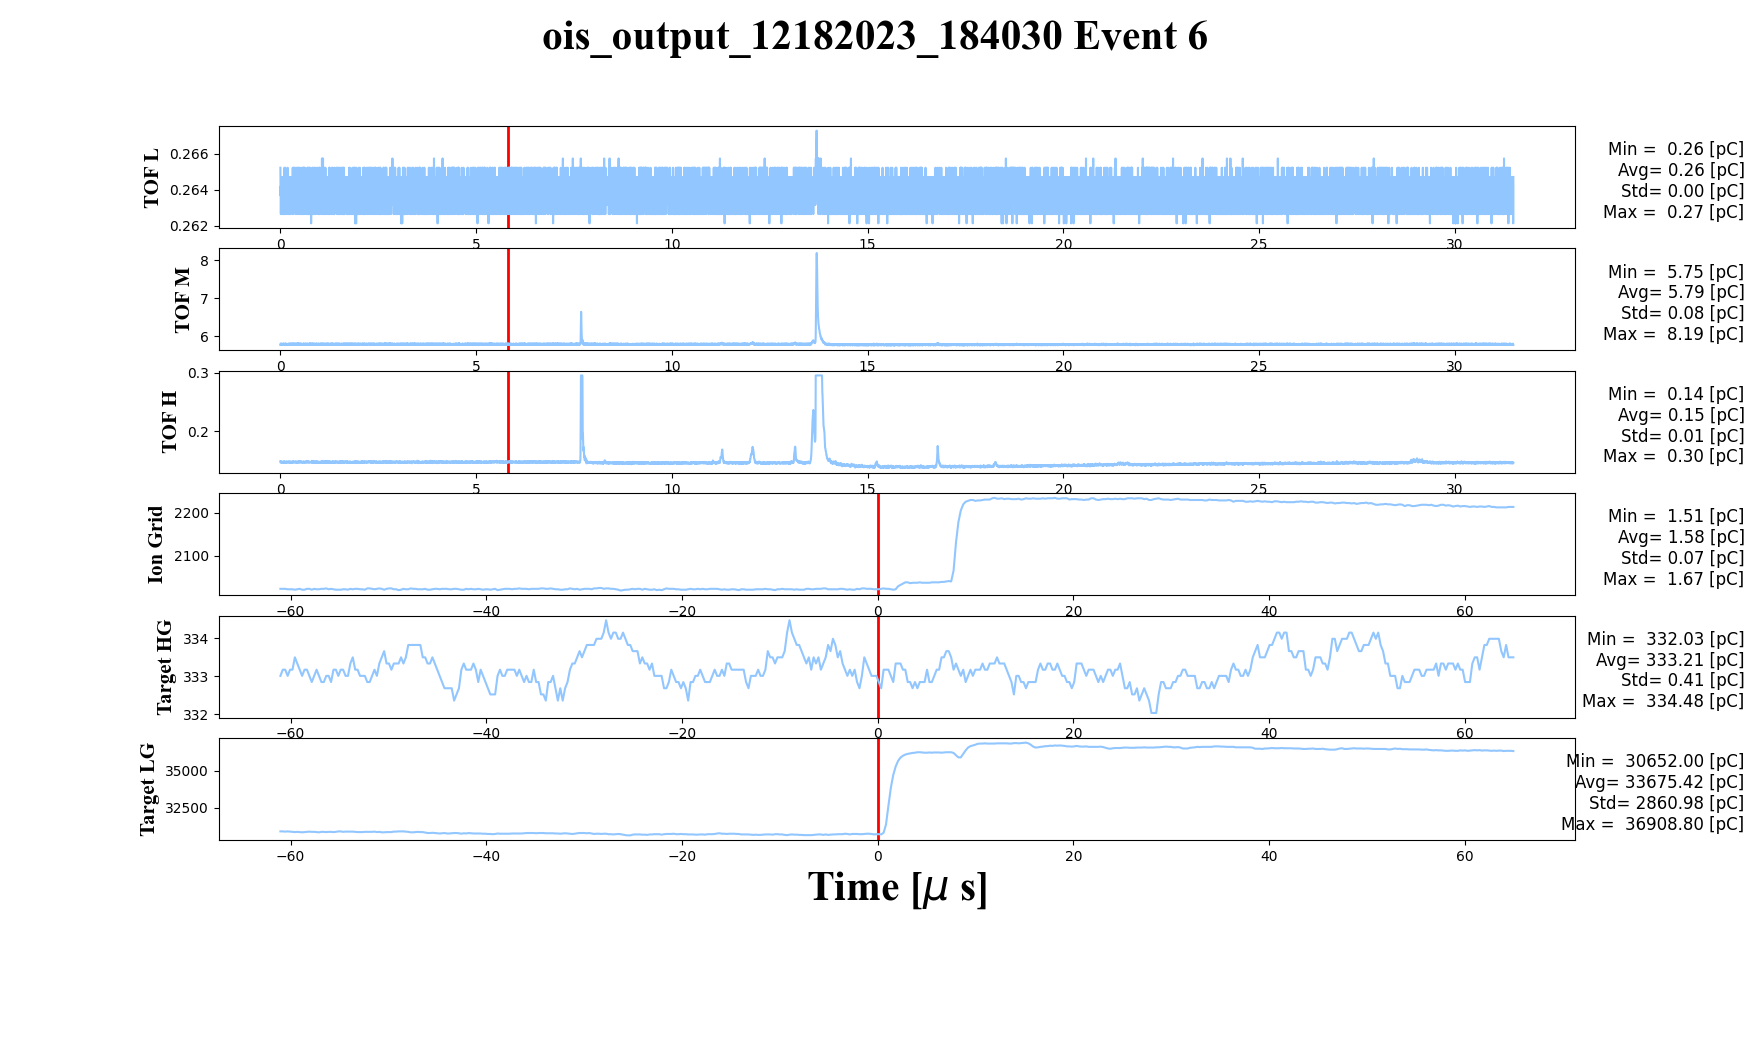 ois_output_12182023_184030 Event 6
TOF L
0.266
0.264
0.262
0 5 10 15 20 25 30
Min =  0.26 [pC]
Avg= 0.26 [pC]
Std= 0.00 [pC]
Max =  0.27 [pC]
TOF M
8
7
6
0 5 10 15 20 25 30
Min =  5.75 [pC]
Avg= 5.79 [pC]
Std= 0.08 [pC]
Max =  8.19 [pC]
TOF H
0.3
0.2
0 5 10 15 20 25 30
Min =  0.14 [pC]
Avg= 0.15 [pC]
Std= 0.01 [pC]
Max =  0.30 [pC]
Ion Grid
2200
2100
−60 −40 −20 0 20 40 60
Min =  1.51 [pC]
Avg= 1.58 [pC]
Std= 0.07 [pC]
Max =  1.67 [pC]
Target HG
334
333
332
−60 −40 −20 0 20 40 60
Min =  332.03 [pC]
Avg= 333.21 [pC]
Std= 0.41 [pC]
Max =  334.48 [pC]
Target LG
35000
32500
−60 −40 −20 0 20 40 60
Min =  30652.00 [pC]
Avg= 33675.42 [pC]
Std= 2860.98 [pC]
Max =  36908.80 [pC]
Time [μ s]